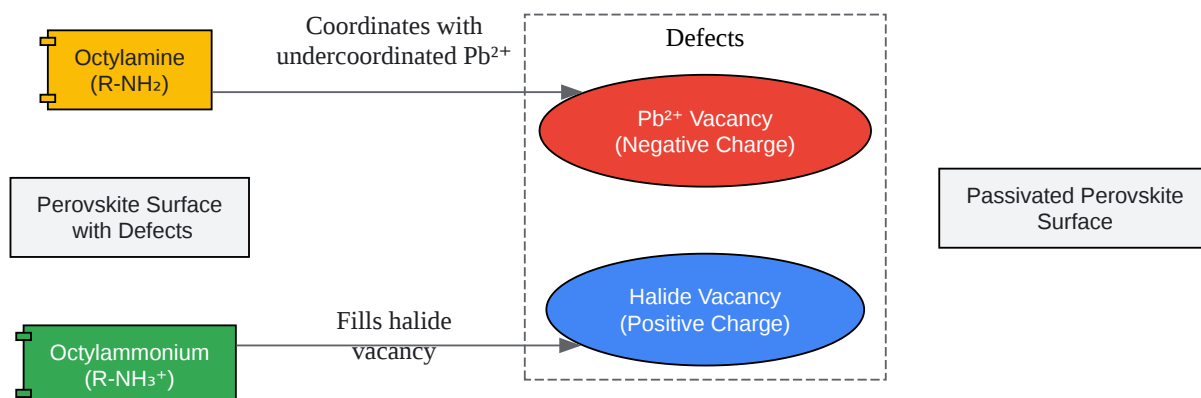 Octylamine
(R-NH₂)
Coordinates with
undercoordinated Pb²⁺
Defects
Pb²⁺ Vacancy
(Negative Charge)
Perovskite Surface
with Defects
Passivated Perovskite
Surface
Octylammonium
(R-NH₃⁺)
Fills halide
vacancy
Halide Vacancy
(Positive Charge)